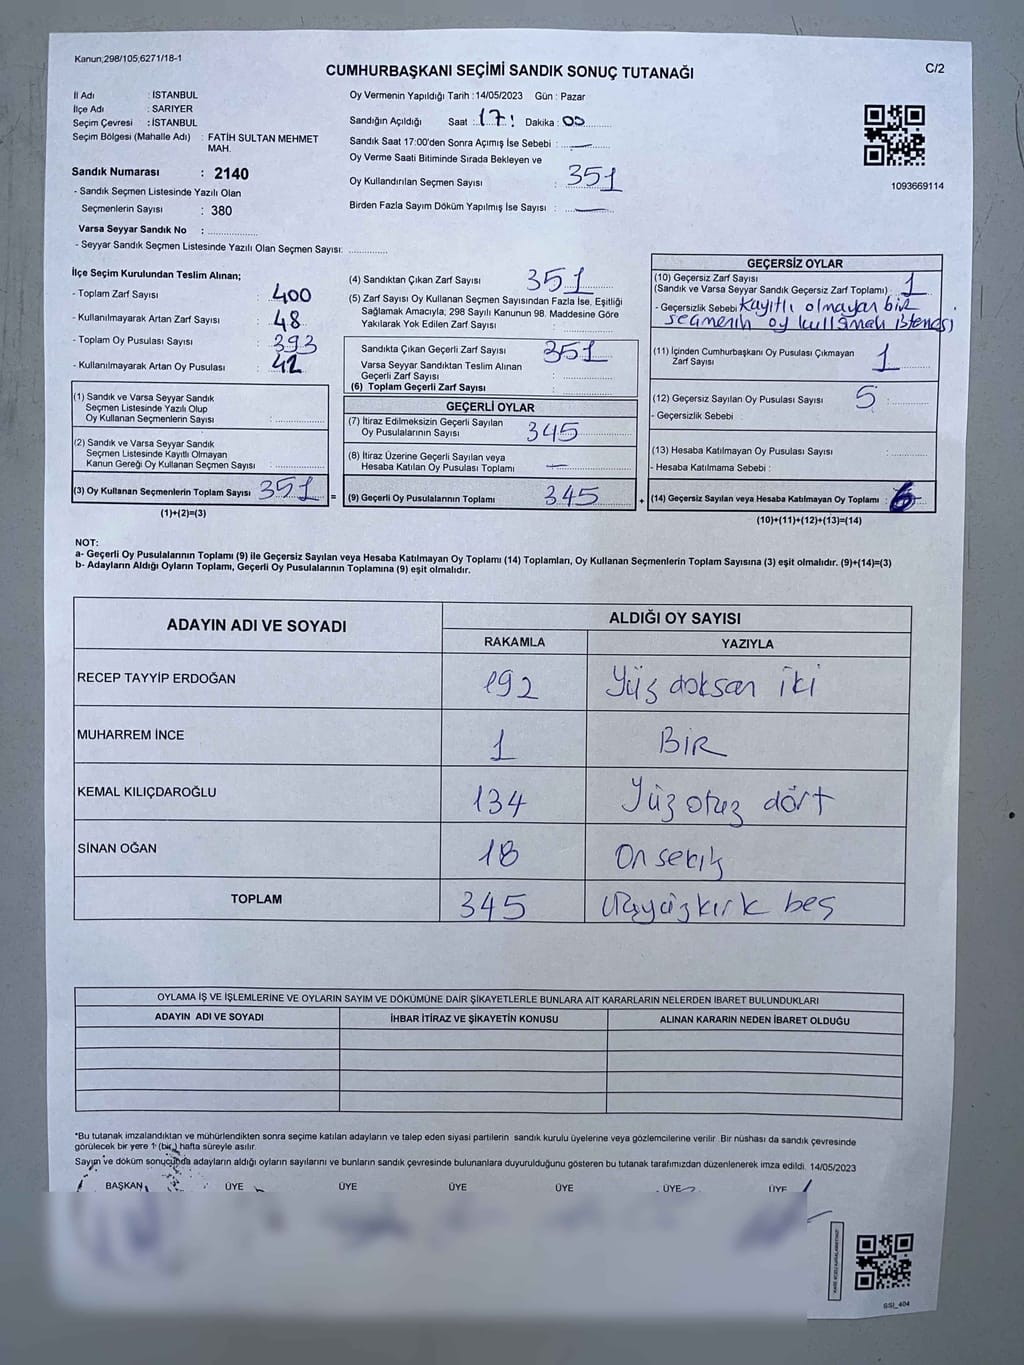 Kanun;298/105,6271/18-1
CUMHURBAŞKANI SEÇİMİ SANDIK SONUÇ TUTANAĞI
C/2
İl Adı : İSTANBUL
İlçe Adı : SARIYER
Seçim Çevresi : İSTANBUL
Seçim Bölgesi (Mahalle Adı) : FATİH SULTAN MEHMET
MAH.
Sandık Numarası : 2140
- Sandık Seçmen Listesinde Yazılı Olan
Seçmenlerin Sayısı : 380
Varsa Seyyar Sandık No :
- Seyyar Sandık Seçmen Listesinde Yazılı Olan Seçmen Sayısı:
Oy Vermenin Yapıldığı Tarih : 14/05/2023 Gün : Pazar
Sandığın Açıldığı Saat : 17: Dakika : 00
Sandık Saat 17:00'den Sonra Açımış İse Sebebi : —
Oy Verme Saati Bitiminde Sırada Bekleyen ve
Oy Kullandırılan Seçmen Sayısı : 351
Birden Fazla Sayım Döküm Yapılmış İse Sayısı : —
1093669114
İlçe Seçim Kurulundan Teslim Alınan;
- Toplam Zarf Sayısı : 400
- Kullanılmayarak Artan Zarf Sayısı : 48
- Toplam Oy Pusulası Sayısı : 393
- Kullanılmayarak Artan Oy Pusulası : 42
(1) Sandık ve Varsa Seyyar Sandık
Seçmen Listesinde Yazılı Olup
Oy Kullanan Seçmenlerin Sayısı :
(2) Sandık ve Varsa Seyyar Sandık
Seçmen Listesinde Kayıtlı Olmayan
Kanun Gereği Oy Kullanan Seçmen Sayısı :
(3) Oy Kullanan Seçmenlerin Toplam Sayısı 351
(1)+(2)=(3)
=
(4) Sandıktan Çıkan Zarf Sayısı 351
(5) Zarf Sayısı Oy Kullanan Seçmen Sayısından Fazla İse, Eşitliği
Sağlamak Amacıyla, 298 Sayılı Kanunun 98. Maddesine Göre
Yakılarak Yok Edilen Zarf Sayısı :
Sandıkta Çıkan Geçerli Zarf Sayısı 351
Varsa Seyyar Sandıktan Teslim Alınan
Geçerli Zarf Sayısı :
(6) Toplam Geçerli Zarf Sayısı :
GEÇERLİ OYLAR
(7) İtiraz Edilmeksizin Geçerli Sayılan
Oy Pusulalarının Sayısı 345
(8) İtiraz Üzerine Geçerli Sayılan veya
Hesaba Katılan Oy Pusulası Toplamı —
(9) Geçerli Oy Pusulalarının Toplamı 345
+
GEÇERSİZ OYLAR
(10) Geçersiz Zarf Sayısı
(Sandık ve Varsa Seyyar Sandık Geçersiz Zarf Toplamı) 1
- Geçersizlik Sebebi Kayıtlı olmayan bir
seçmenin oy kullanmak istemesi
(11) İçinden Cumhurbaşkanı Oy Pusulası Çıkmayan
Zarf Sayısı 1
(12) Geçersiz Sayılan Oy Pusulası Sayısı 5
- Geçersizlik Sebebi :
(13) Hesaba Katılmayan Oy Pusulası Sayısı :
- Hesaba Katılmama Sebebi :
(14) Geçersiz Sayılan veya Hesaba Katılmayan Oy Toplamı : 6
(10)+(11)+(12)+(13)=(14)
NOT:
a- Geçerli Oy Pusulalarının Toplamı (9) ile Geçersiz Sayılan veya Hesaba Katılmayan Oy Toplamı (14) Toplamları, Oy Kullanan Seçmenlerin Toplam Sayısına (3) eşit olmalıdır. (9)+(14)=(3)
b- Adayların Aldığı Oyların Toplamı, Geçerli Oy Pusulalarının Toplamına (9) eşit olmalıdır.
ADAYIN ADI VE SOYADI
ALDIĞI OY SAYISI
RAKAMLA YAZIYLA
RECEP TAYYİP ERDOĞAN 192 Yüz doksan iki
MUHARREM İNCE 1 BİR
KEMAL KILIÇDAROĞLU 134 Yüz otuz dört
SİNAN OĞAN 18 On sekiz
TOPLAM 345 Üçyüzkırk beş
OYLAMA İŞ VE İŞLEMLERİNE VE OYLARIN SAYIM VE DÖKÜMÜNE DAİR ŞİKAYETLERLE BUNLARA AİT KARARLARIN NELERDEN İBARET BULUNDUKLARI
ADAYIN ADI VE SOYADI İHBAR İTİRAZ VE ŞİKAYETİN KONUSU ALINAN KARARIN NEDEN İBARET OLDUĞU
*Bu tutanak imzalandıktan ve mühürlendikten sonra seçime katılan adayların ve talep eden siyasi partilerin sandık kurulu üyelerine veya gözlemcilerine verilir. Bir nüshası da sandık çevresinde
görülecek bir yere 1 (bir) hafta süreyle asılır.
Sayım ve döküm sonucunda adayların aldığı oyların sayılarını ve bunların sandık çevresinde bulunanlara duyurulduğunu gösteren bu tutanak tarafımızdan düzenlenerek imza edildi. 14/05/2023
BAŞKAN ÜYE ÜYE ÜYE ÜYE ÜYE ÜYE
SSI_404